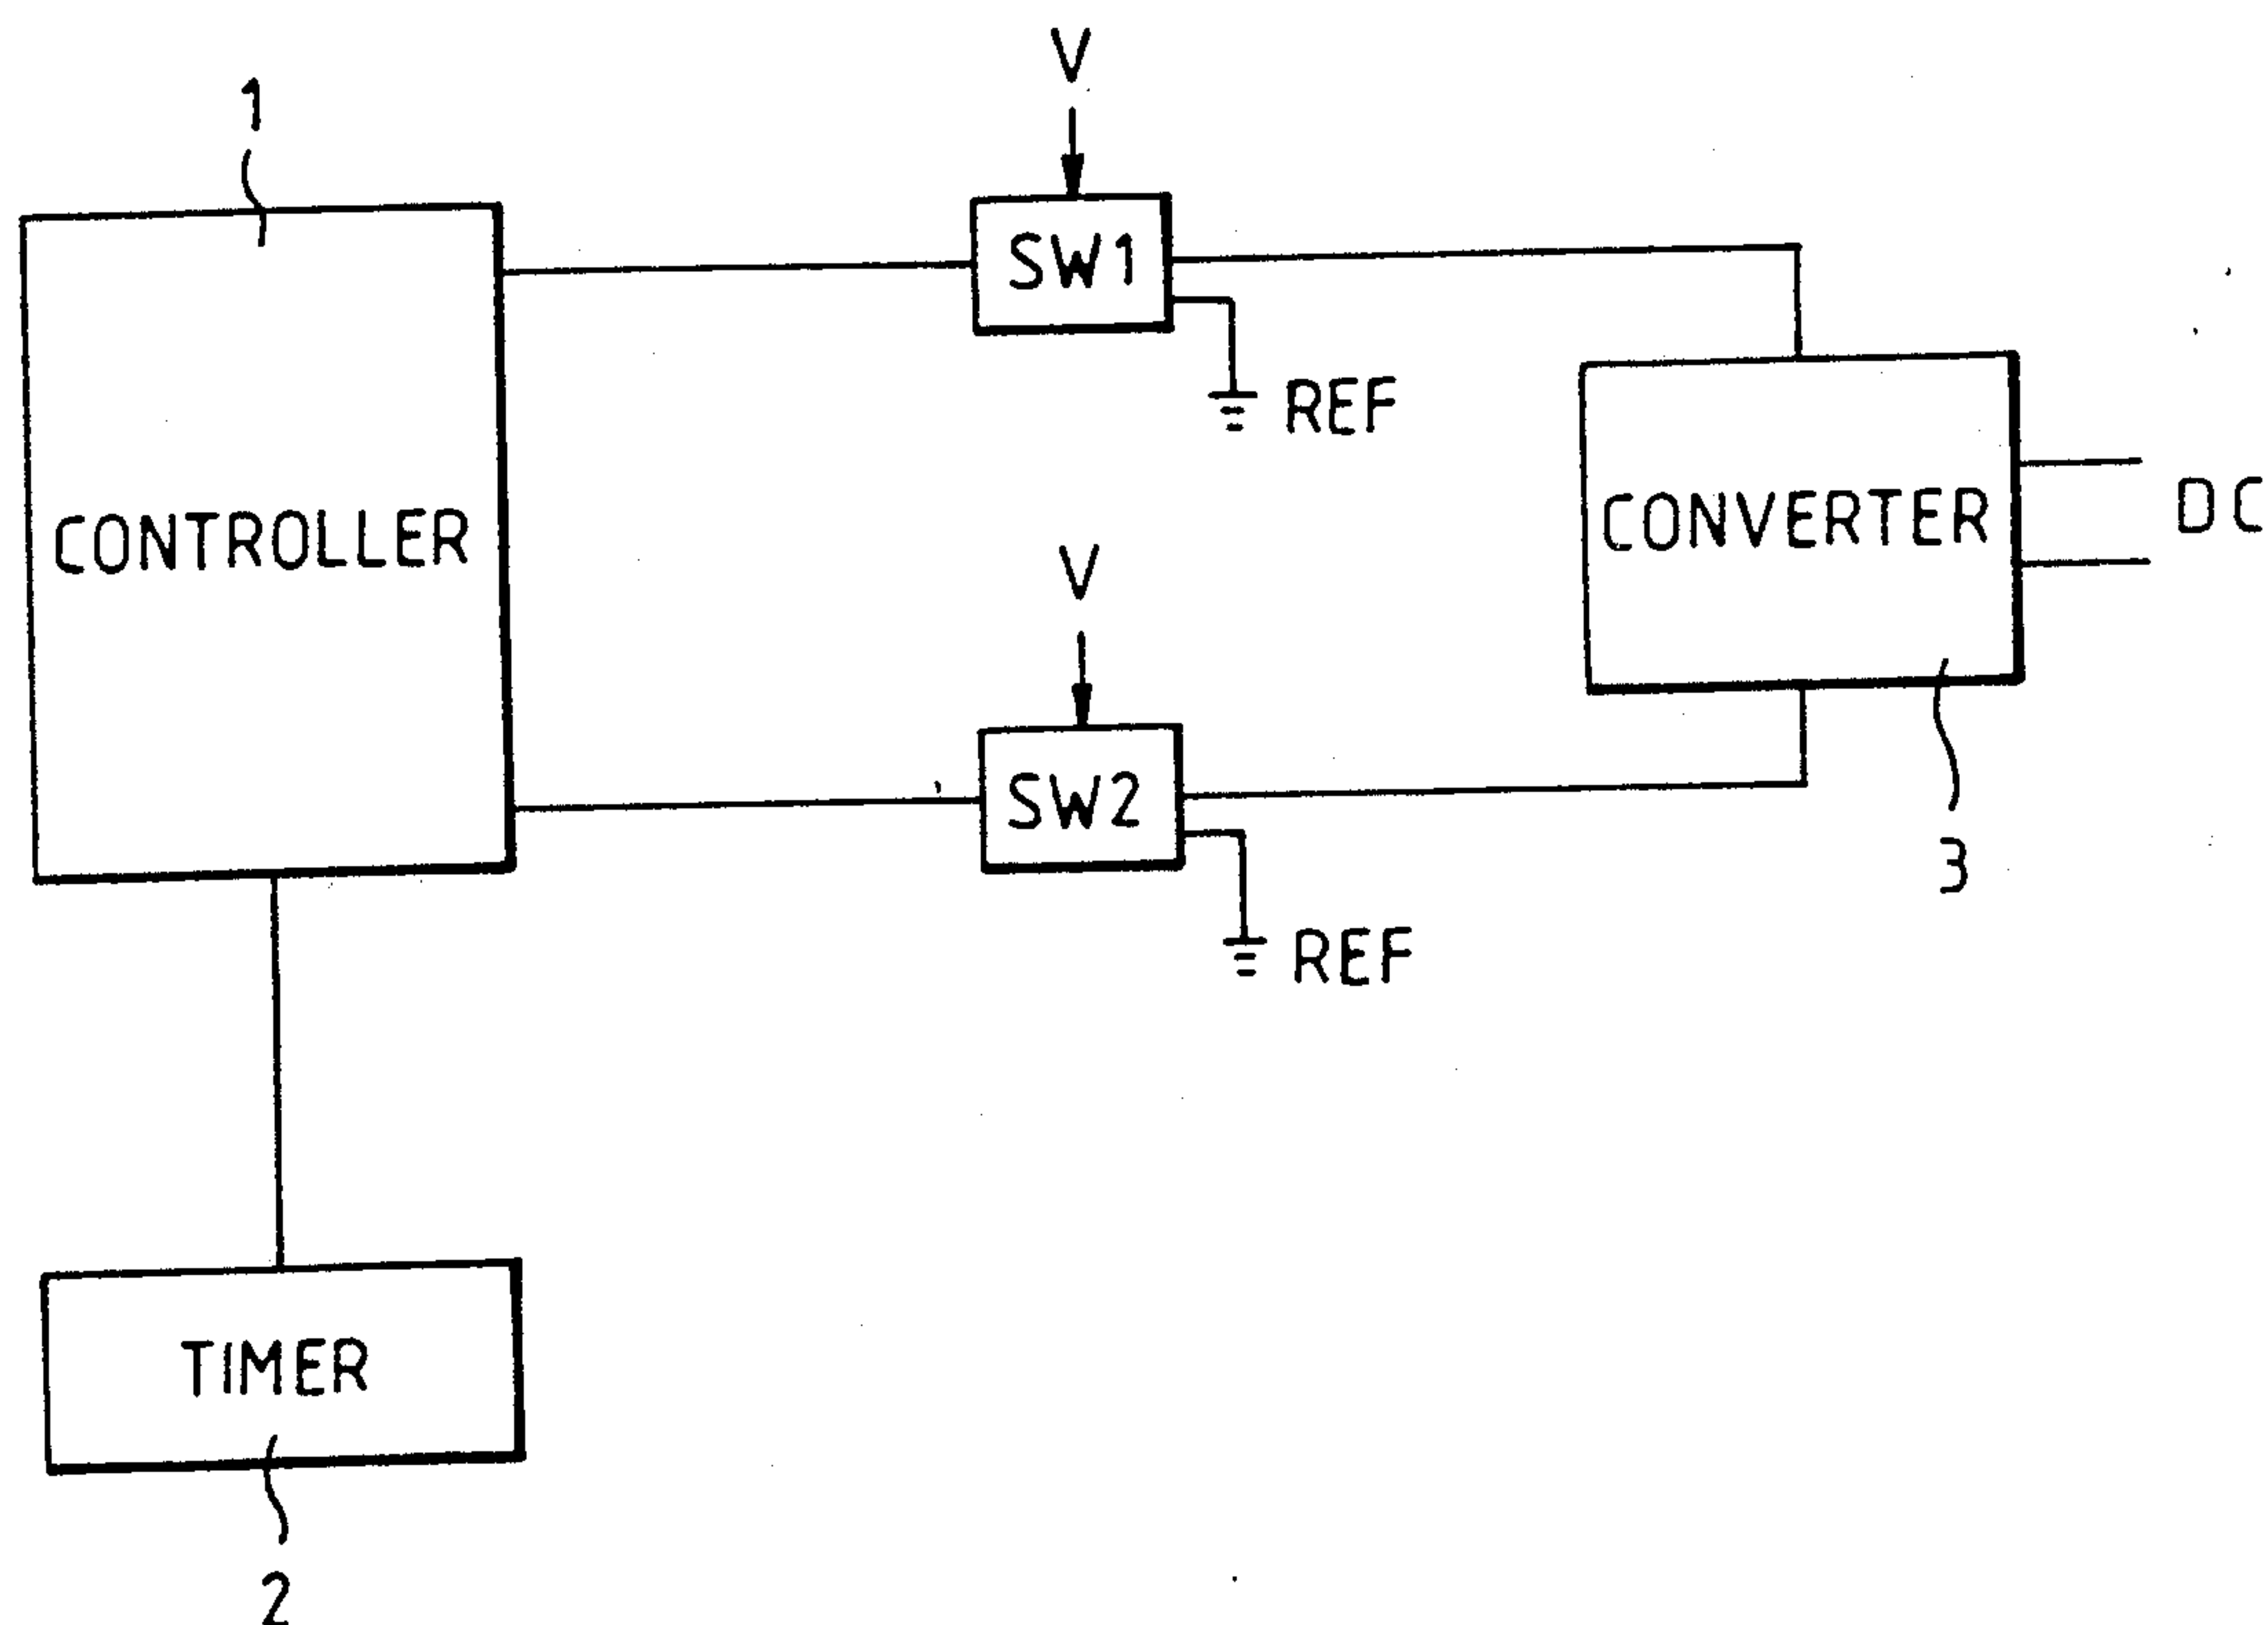 V
1
SW1
REF
CONTROLLER
CONVERTER
DC
V
SW2
3
REF
TIMER
2